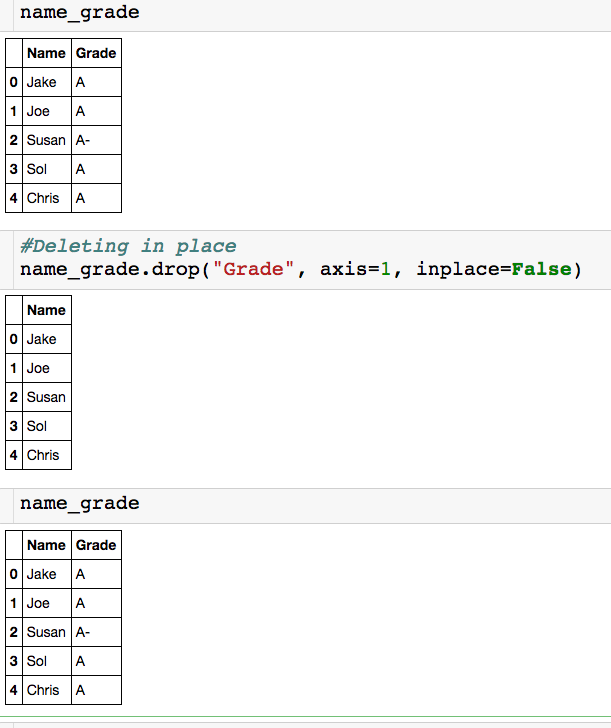 name_grade
Name Grade
0 Jake A
1 Joe A
2 Susan A-
3 Sol A
4 Chris A
#Deleting in place
name_grade.drop("Grade", axis=1, inplace=False)
Name
0 Jake
1 Joe
2 Susan
3 Sol
4 Chris
name_grade
Name Grade
0 Jake A
1 Joe A
2 Susan A-
3 Sol A
4 Chris A